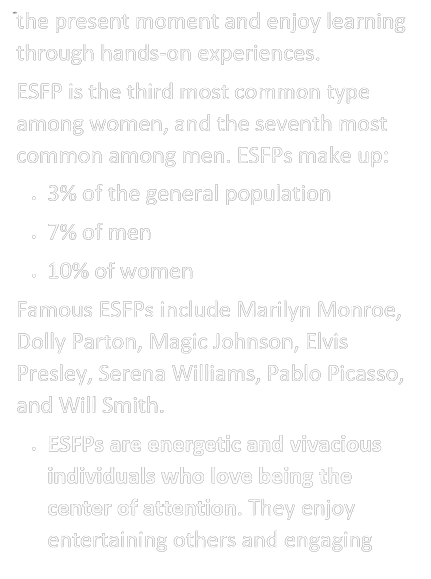 the present moment and enjoy learning
through hands-on experiences.
ESFP is the third most common type
among women, and the seventh most
common among men. ESFPs make up:
• 3% of the general population
• 7% of men
• 10% of women
Famous ESFPs include Marilyn Monroe,
Dolly Parton, Magic Johnson, Elvis
Presley, Serena Williams, Pablo Picasso,
and Will Smith.
• ESFPs are energetic and vivacious
individuals who love being the
center of attention. They enjoy
entertaining others and engaging